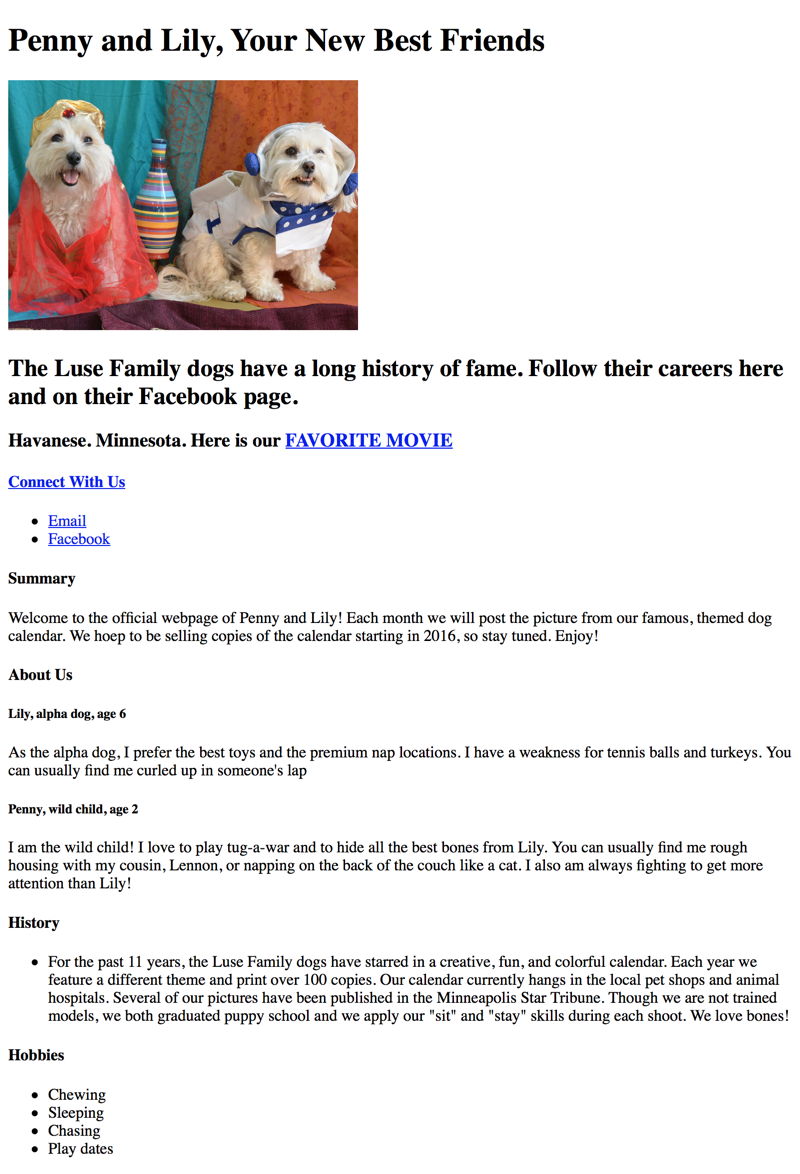 Penny and Lily, Your New Best Friends
The Luse Family dogs have a long history of fame. Follow their careers here
and on their Facebook page.
Havanese. Minnesota. Here is our FAVORITE MOVIE
Connect With Us
• Email
• Facebook
Summary
Welcome to the official webpage of Penny and Lily! Each month we will post the picture from our famous, themed dog
calendar. We hoep to be selling copies of the calendar starting in 2016, so stay tuned. Enjoy!
About Us
Lily, alpha dog, age 6
As the alpha dog, I prefer the best toys and the premium nap locations. I have a weakness for tennis balls and turkeys. You
can usually find me curled up in someone's lap
Penny, wild child, age 2
I am the wild child! I love to play tug-a-war and to hide all the best bones from Lily. You can usually find me rough
housing with my cousin, Lennon, or napping on the back of the couch like a cat. I also am always fighting to get more
attention than Lily!
History
• For the past 11 years, the Luse Family dogs have starred in a creative, fun, and colorful calendar. Each year we
feature a different theme and print over 100 copies. Our calendar currently hangs in the local pet shops and animal
hospitals. Several of our pictures have been published in the Minneapolis Star Tribune. Though we are not trained
models, we both graduated puppy school and we apply our "sit" and "stay" skills during each shoot. We love bones!
Hobbies
• Chewing
• Sleeping
• Chasing
• Play dates